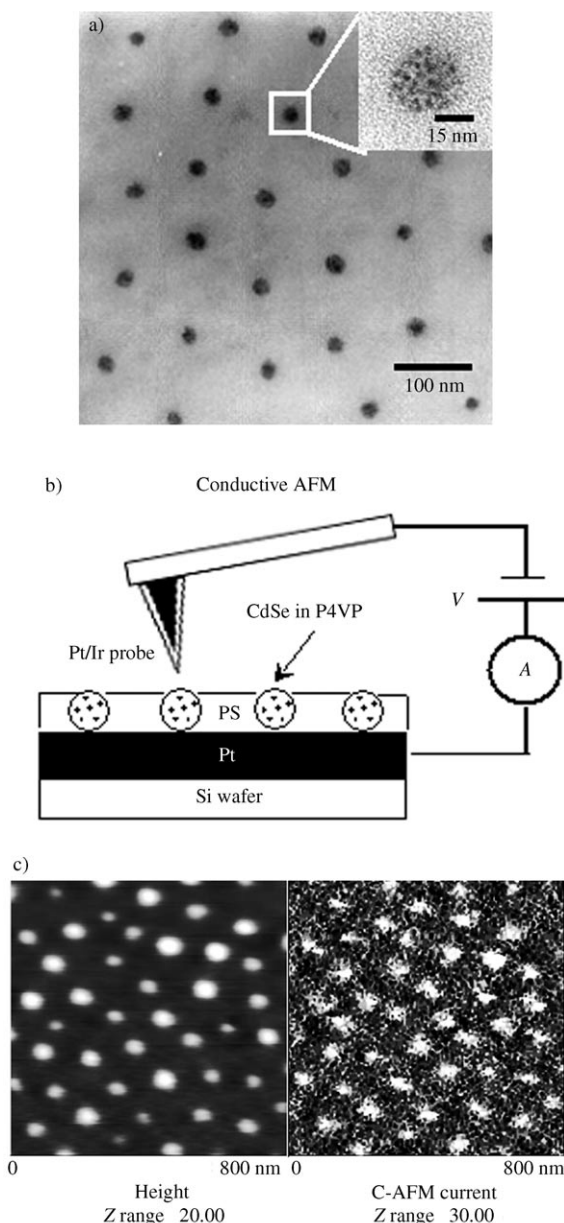 a)
15 nm
100 nm
b)
Conductive AFM
CdSe in P4VP
V
Pt/Ir probe
A
PS
Pt
Si wafer
c)
0 800 nm 0 800 nm
Height C-AFM current
Z range 20.00 Z range 30.00